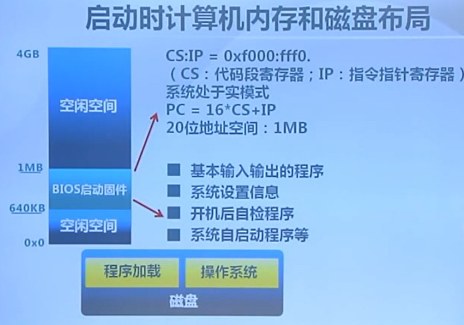 启动时计算机内存和磁盘布局
4GB
CS:IP = 0xf000:fff0.
（CS：代码段寄存器；IP：指令指针寄存器）
系统处于实模式
PC = 16*CS+IP
20位地址空间：1MB
空闲空间
1MB
BIOS启动固件
640KB
空闲空间
0x0
基本输入输出的程序
系统设置信息
开机后自检程序
系统自启动程序等
程序加载
操作系统
磁盘